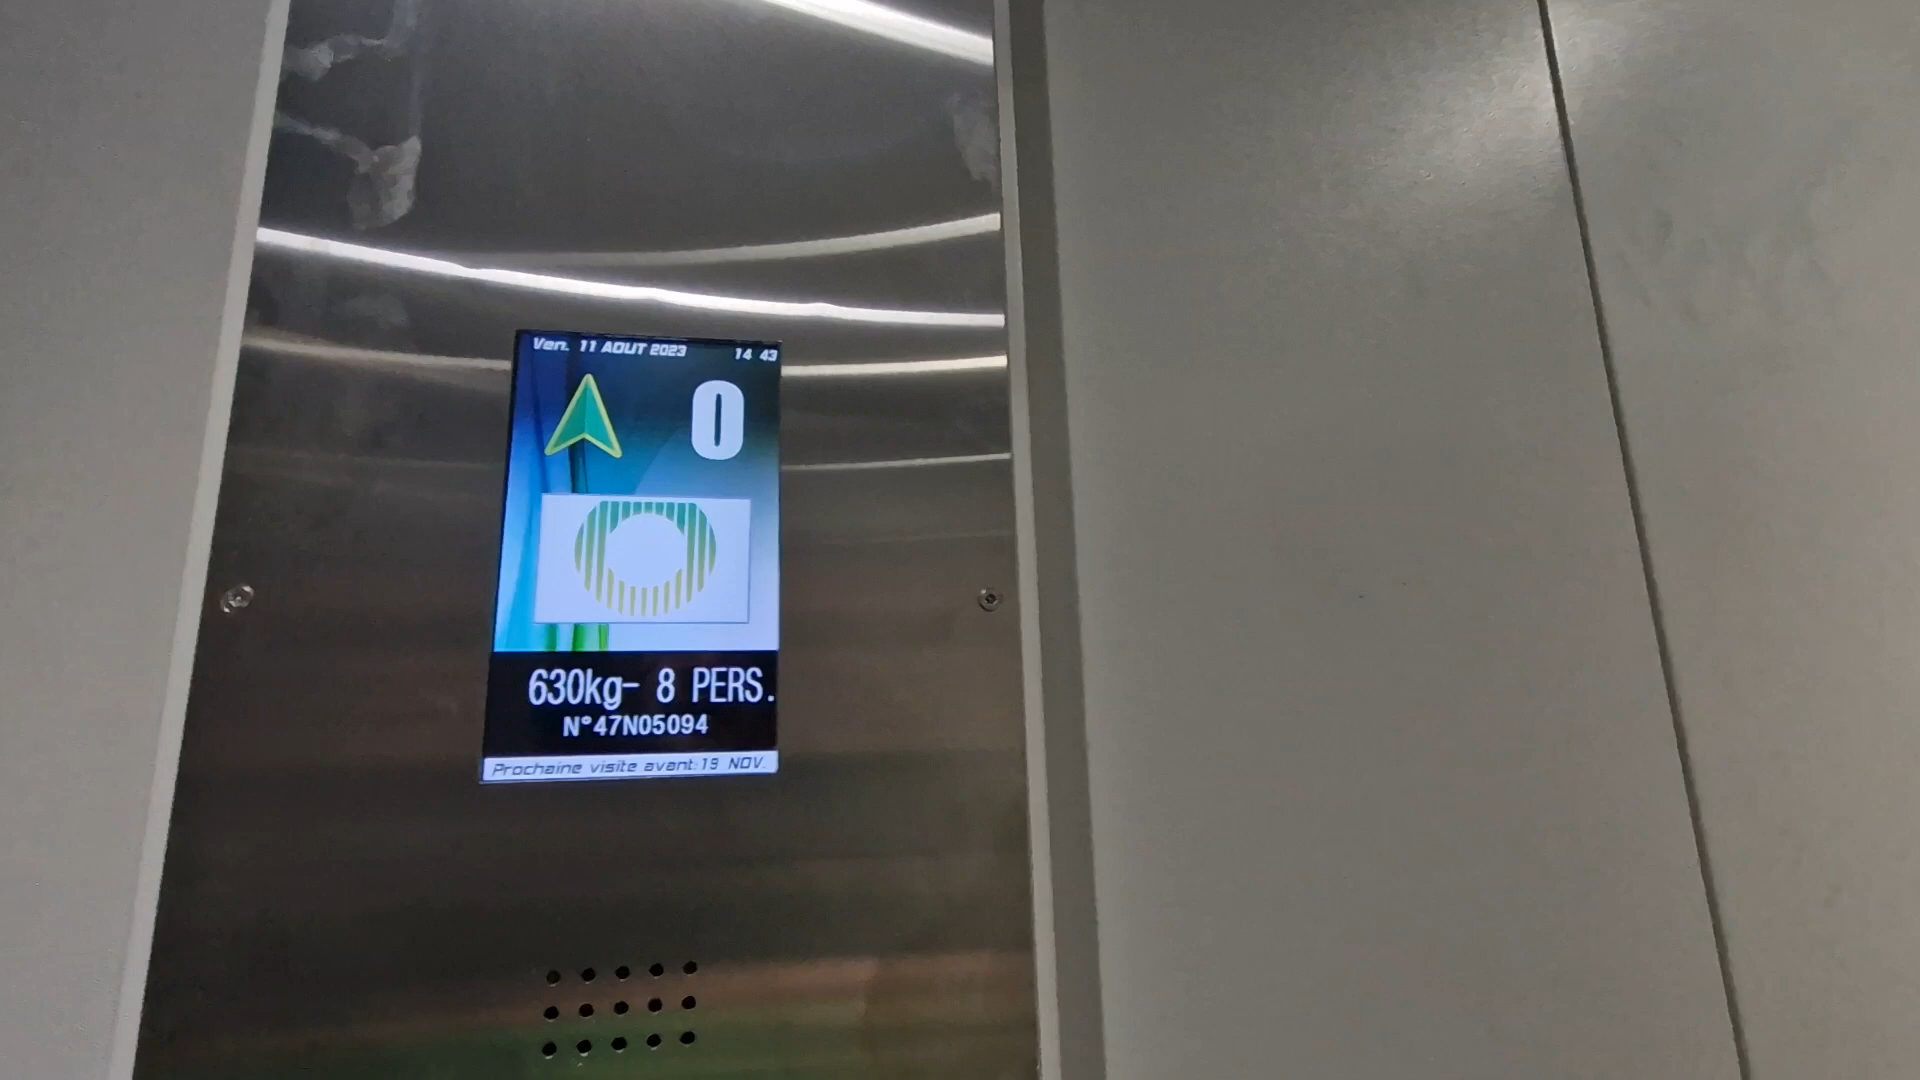 Ven. 11 AOUT 2023 14 43
0
630kg- 8 PERS.
N°47N05094
Prochaine visite avant:19 NOV.